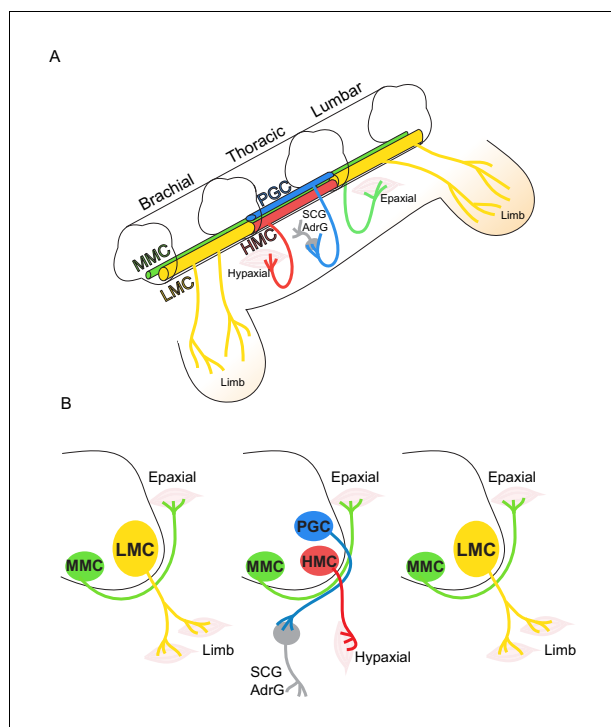 A
Lumbar
Thoracic
Brachial
PGC
SCG
AdrG
Epaxial
HMC
MMC
LMC
Hypaxial
Limb
Limb
B
Epaxial
Epaxial
Epaxial
LMC
MMC
Limb
PGC
HMC
MMC
SCG
AdrG
Hypaxial
LMC
MMC
Limb